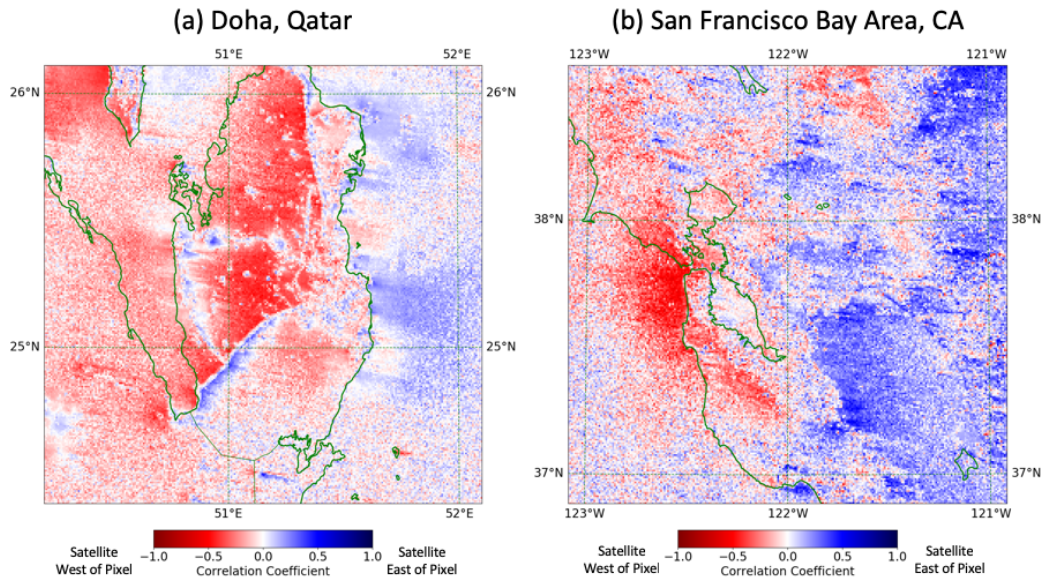 (a) Doha, Qatar
(b) San Francisco Bay Area, CA
51°E 52°E
123°W 122°W 121°W
26°N
38°N 38°N
25°N 25°N
37°N 37°N
51°E 52°E
123°W 122°W 121°W
Satellite
West of Pixel
−1.0 −0.5 0.0 0.5 1.0
Correlation Coefficient
Satellite
East of Pixel
Satellite
West of Pixel
−1.0 −0.5 0.0 0.5 1.0
Correlation Coefficient
Satellite
East of Pixel